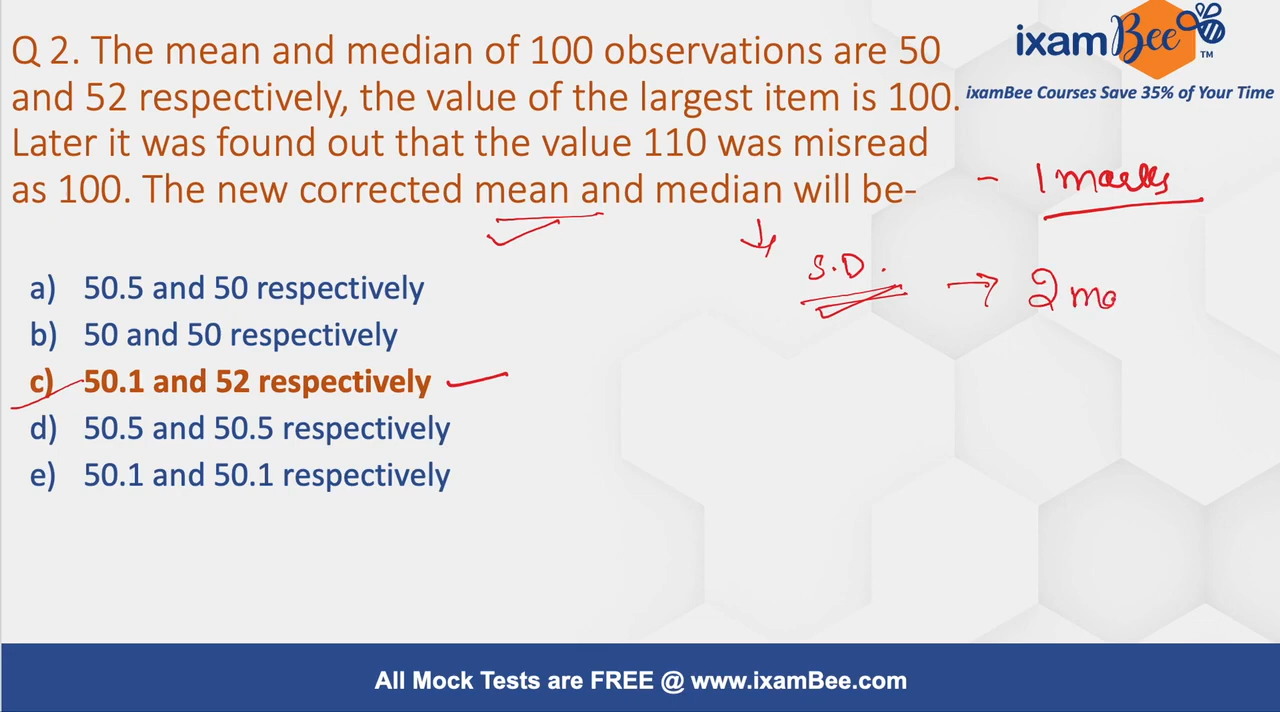 ixamBee
TM
ixamBee Courses Save 35% of Your Time
Q 2. The mean and median of 100 observations are 50
and 52 respectively, the value of the largest item is 100.
Later it was found out that the value 110 was misread
as 100. The new corrected mean and median will be-
- 1 marks
S.D. → 2 ma
a) 50.5 and 50 respectively
b) 50 and 50 respectively
c) 50.1 and 52 respectively
d) 50.5 and 50.5 respectively
e) 50.1 and 50.1 respectively
All Mock Tests are FREE @ www.ixamBee.com